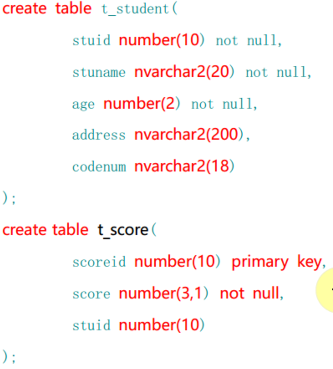 create table t_student(
stuid number(10) not null,
stuname nvarchar2(20) not null,
age number(2) not null,
address nvarchar2(200),
codenum nvarchar2(18)
);
create table t_score(
scoreid number(10) primary key,
score number(3,1) not null,
stuid number(10)
);